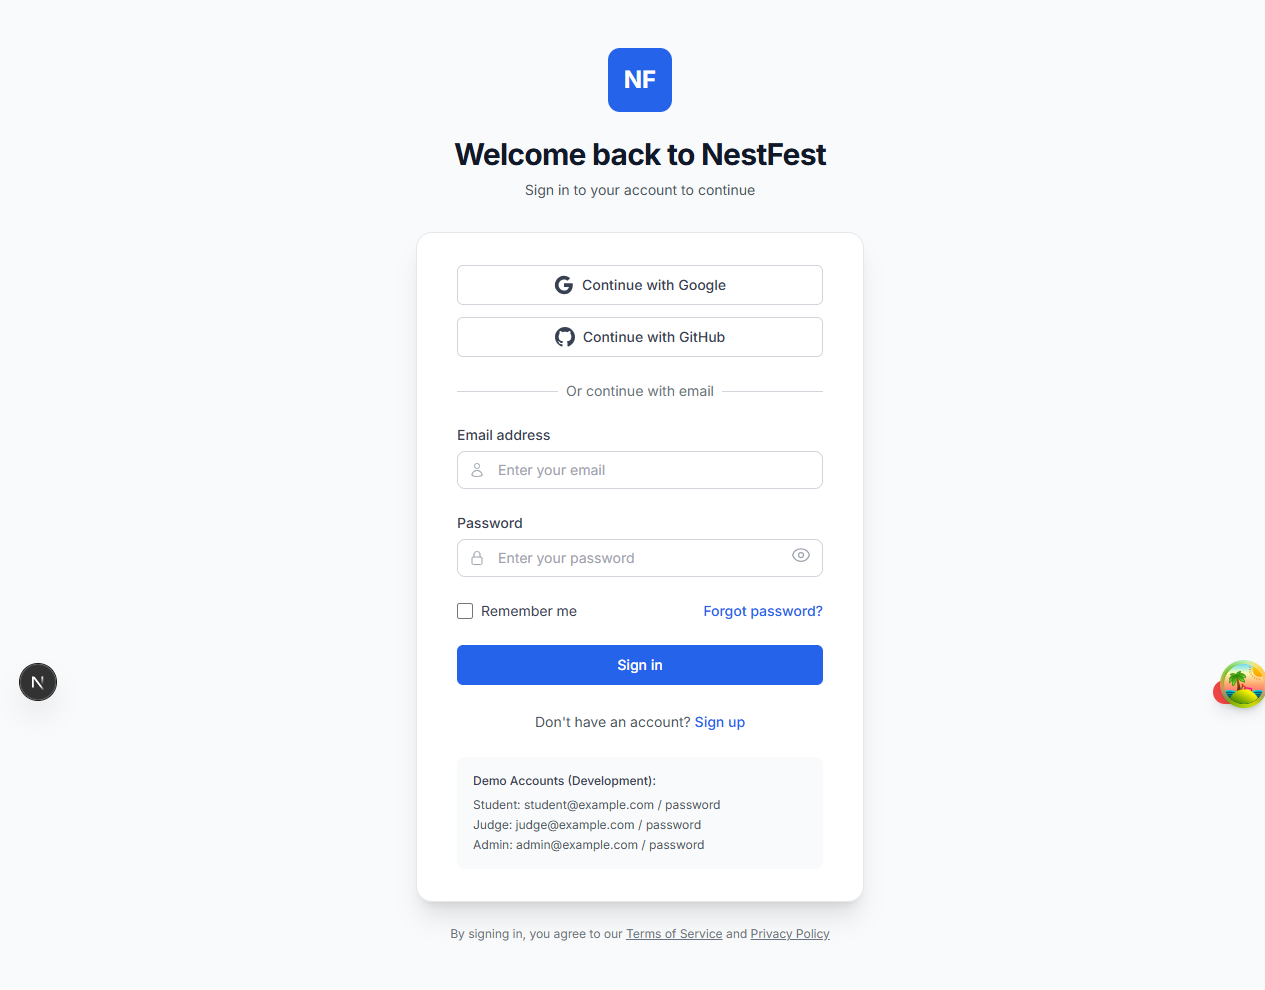 NF
Welcome back to NestFest
Sign in to your account to continue
Continue with Google
Continue with GitHub
Or continue with email
Email address
Enter your email
Password
Enter your password
Remember me
Forgot password?
Sign in
Don't have an account? Sign up
Demo Accounts (Development):
Student: student@example.com / password
Judge: judge@example.com / password
Admin: admin@example.com / password
By signing in, you agree to our Terms of Service and Privacy Policy
N